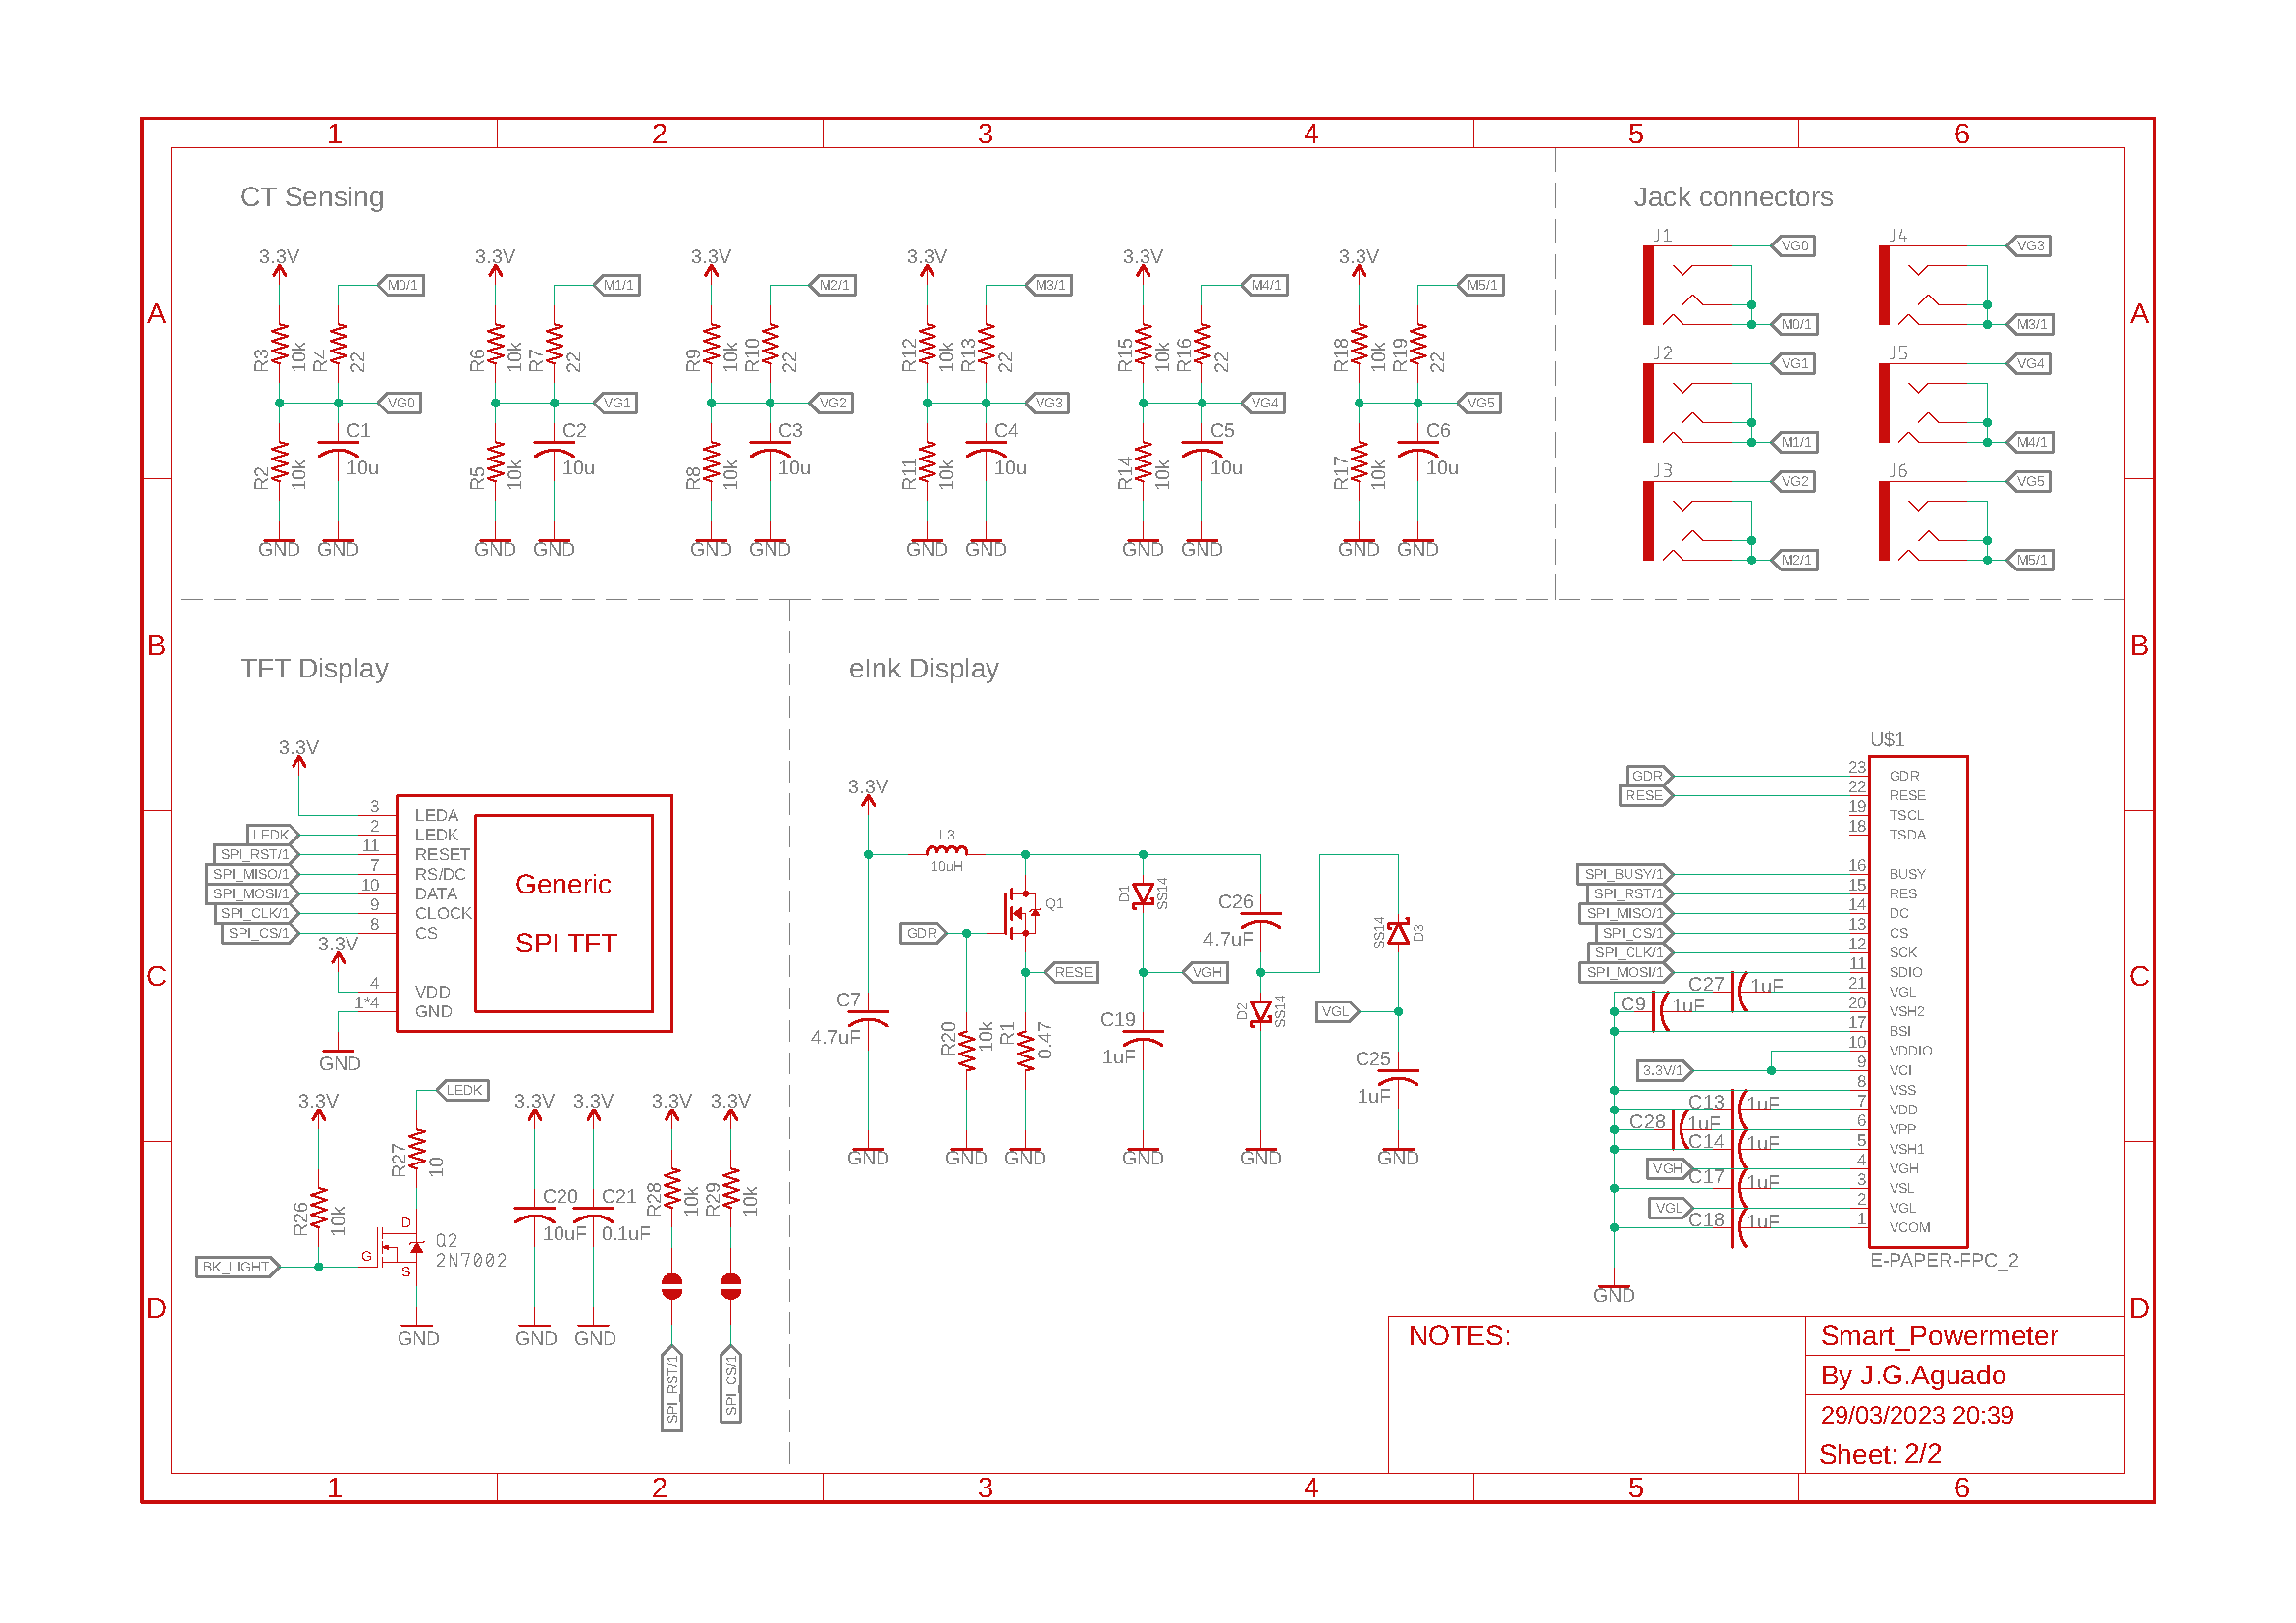 1 2 3 4 5 6
A A
B B
C C
D D
CT Sensing
3.3V 3.3V 3.3V 3.3V 3.3V 3.3V
M0/1 M1/1 M2/1 M3/1 M4/1 M5/1
R3 10k R4 22 R6 10k R7 22 R9 10k R10 22 R12 10k R13 22 R15 10k R16 22 R18 10k R19 22
VG0 VG1 VG2 VG3 VG4 VG5
C1 C2 C3 C4 C5 C6
R2 10k 10u R5 10k 10u R8 10k 10u R11 10k 10u R14 10k 10u R17 10k 10u
GND GND GND GND GND GND GND GND GND GND GND GND
Jack connectors
J1 VG0 J4 VG3
M0/1 M3/1
J2 VG1 J5 VG4
M1/1 M4/1
J3 VG2 J6 VG5
M2/1 M5/1
TFT Display
3.3V
3 LEDA
LEDK 2 LEDK
SPI_RST/1 11 RESET
SPI_MISO/1 7 RS/DC
SPI_MOSI/1 10 DATA
SPI_CLK/1 9 CLOCK
SPI_CS/1 8 CS
3.3V
4 VDD
1*4 GND
GND
Generic
SPI TFT
LEDK
3.3V 3.3V 3.3V 3.3V 3.3V
R27 10
R26 10k
C20 10uF
C21 0.1uF
R28 10k
R29 10k
BK_LIGHT
D
G
S
Q2
2N7002
GND GND GND
SPI_RST/1 SPI_CS/1
eInk Display
3.3V
L3
10uH
Q1
GDR
RESE
D1 SS14
VGH
C26
4.7uF
SS14 D3
VGL
D2 SS14
C7
4.7uF
R20 10k
R1 0.47
C19
1uF
C25
1uF
GND GND GND GND GND GND
U$1
GDR 23 GDR
RESE 22 RESE
19 TSCL
18 TSDA
SPI_BUSY/1 16 BUSY
SPI_RST/1 15 RES
SPI_MISO/1 14 DC
SPI_CS/1 13 CS
SPI_CLK/1 12 SCK
SPI_MOSI/1 11 SDIO
C27 1uF 21 VGL
C9 1uF 20 VSH2
17 BSI
10 VDDIO
3.3V/1 9 VCI
8 VSS
C13 1uF 7 VDD
C28 1uF 6 VPP
C14 1uF 5 VSH1
VGH 4 VGH
C17 1uF 3 VSL
VGL 2 VGL
C18 1uF 1 VCOM
E-PAPER-FPC_2
GND
NOTES:
Smart_Powermeter
By J.G.Aguado
29/03/2023 20:39
Sheet: 2/2
1 2 3 4 5 6